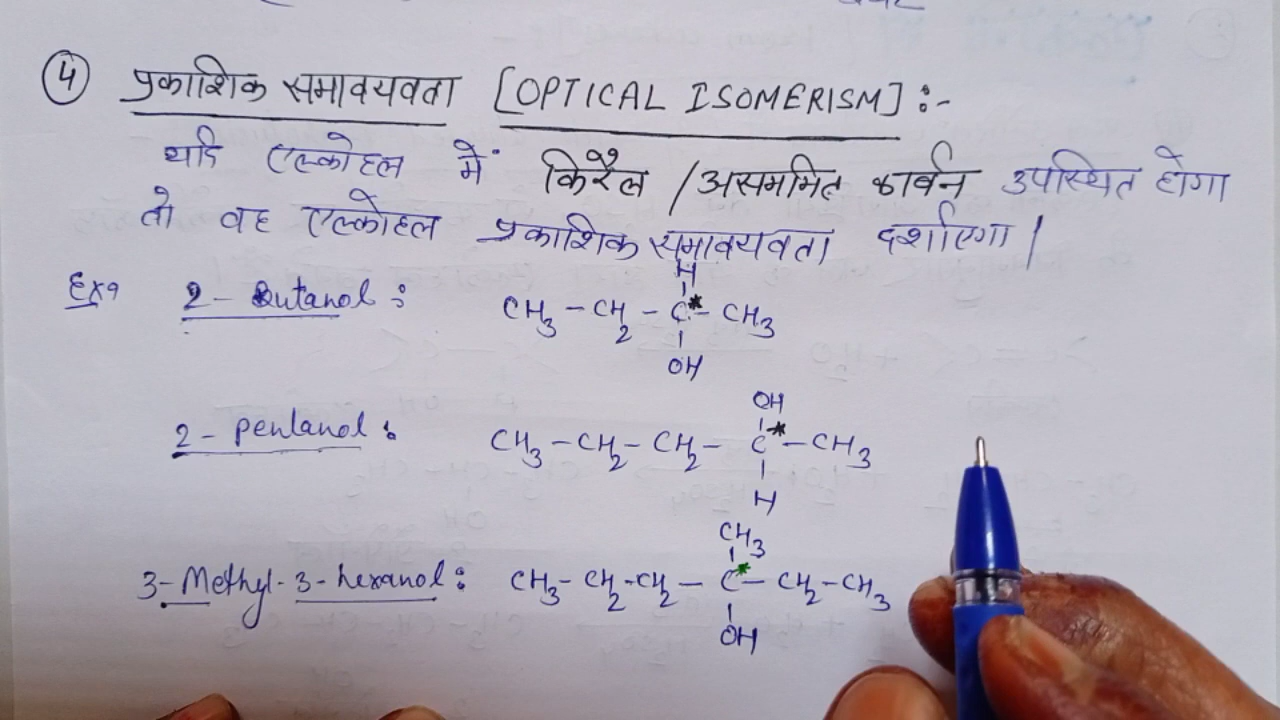 ④ प्रकाशिक समावयवता [OPTICAL ISOMERISM] :-
यदि एल्कोहल में किरैल / असममित कार्बन उपस्थित होगा
तो वह एल्कोहल प्रकाशिक समावयवता दर्शाएगा |
H
Ex9 2- Butanol : CH3 - CH2 - C* - CH3
OH
OH
2- pentanol : CH3 - CH2 - CH2 - C* - CH3
H
CH3
3- Methyl- 3- hexanol : CH3 - CH2 - CH2 - C* - CH2 - CH3
OH